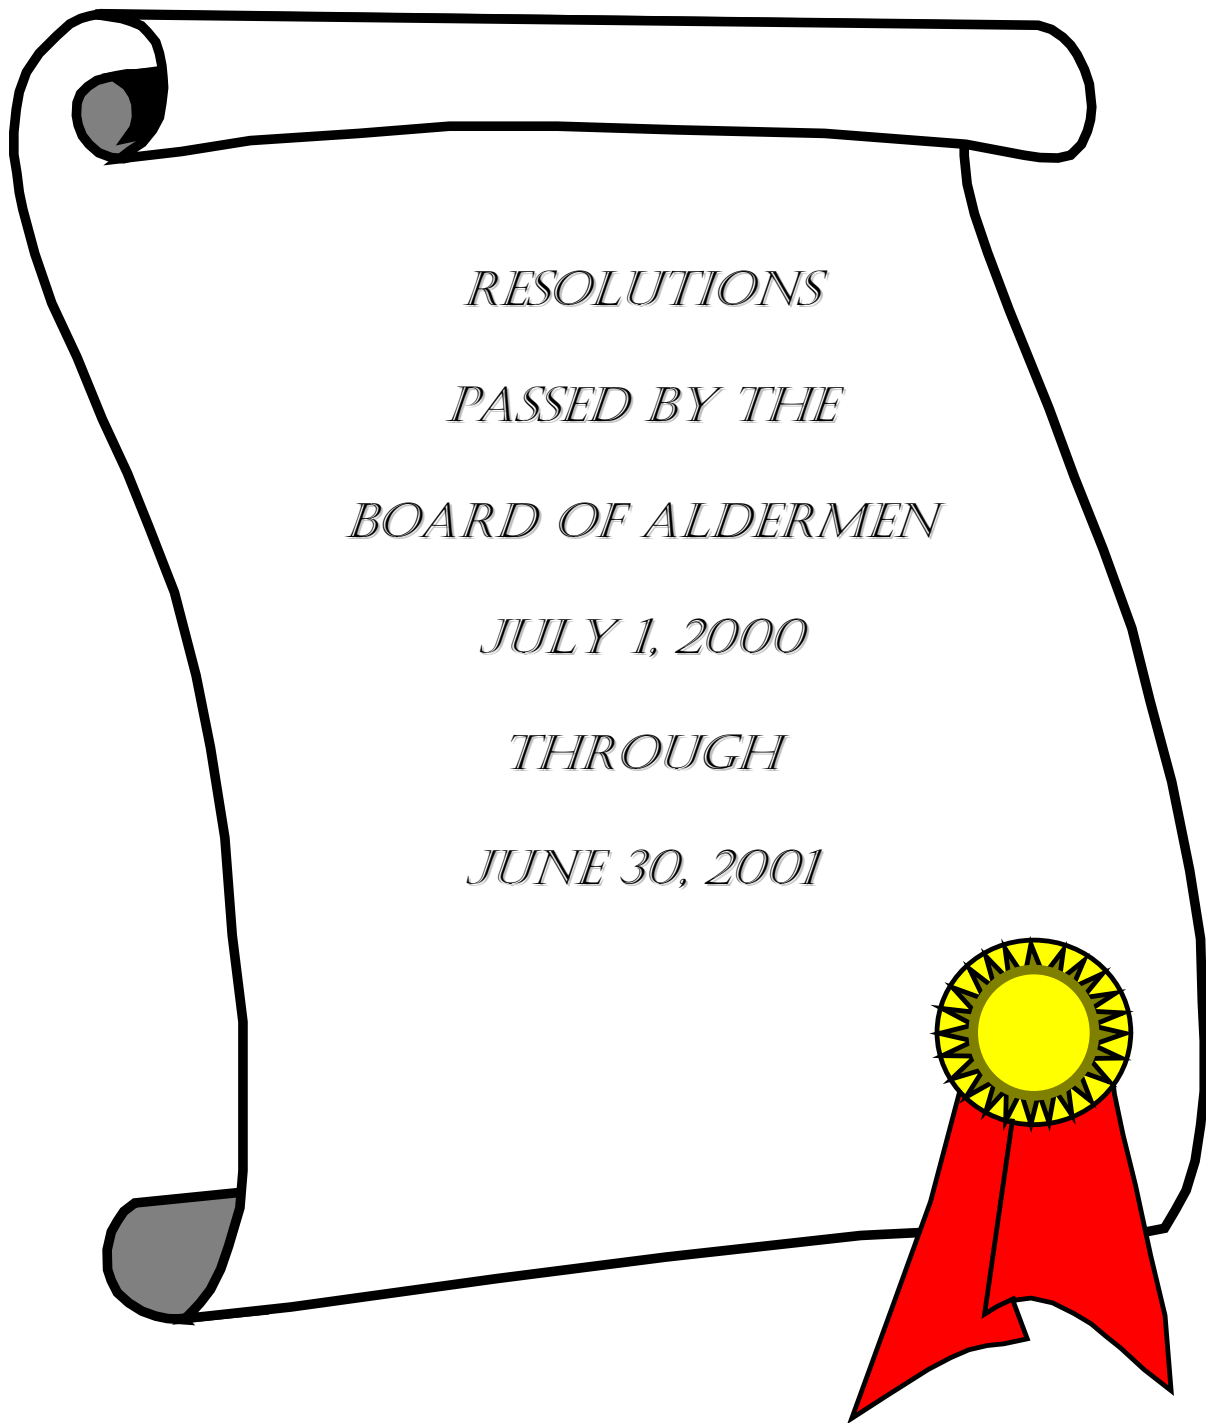 RESOLUTIONS
PASSED BY THE
BOARD OF ALDERMEN
JULY 1, 2000
THROUGH
JUNE 30, 2001